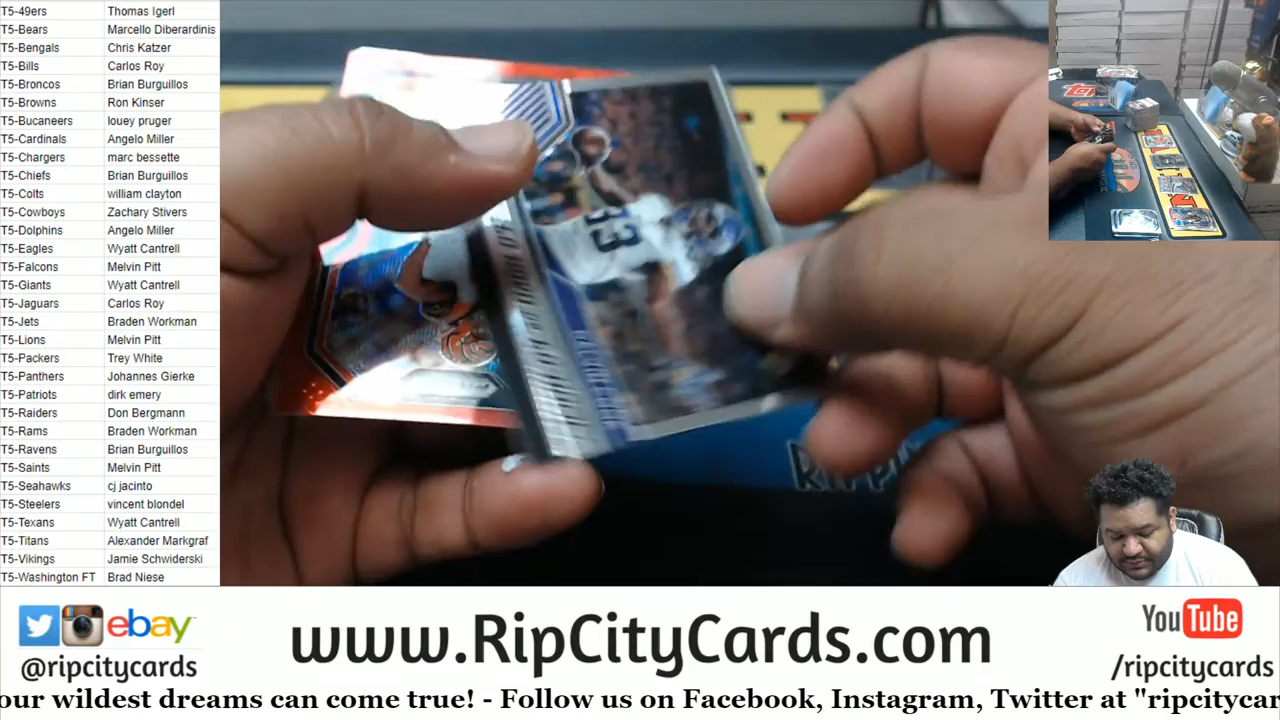 T5-49ers Thomas Igerl
T5-Bears Marcello Diberardinis
T5-Bengals Chris Katzer
T5-Bills Carlos Roy
T5-Broncos Brian Burguillos
T5-Browns Ron Kinser
T5-Bucaneers louey pruger
T5-Cardinals Angelo Miller
T5-Chargers marc bessette
T5-Chiefs Brian Burguillos
T5-Colts william clayton
T5-Cowboys Zachary Stivers
T5-Dolphins Angelo Miller
T5-Eagles Wyatt Cantrell
T5-Falcons Melvin Pitt
T5-Giants Wyatt Cantrell
T5-Jaguars Carlos Roy
T5-Jets Braden Workman
T5-Lions Melvin Pitt
T5-Packers Trey White
T5-Panthers Johannes Gierke
T5-Patriots dirk emery
T5-Raiders Don Bergmann
T5-Rams Braden Workman
T5-Ravens Brian Burguillos
T5-Saints Melvin Pitt
T5-Seahawks cj jacinto
T5-Steelers vincent blondel
T5-Texans Wyatt Cantrell
T5-Titans Alexander Markgraf
T5-Vikings Jamie Schwiderski
T5-Washington FT Brad Niese
33
ebay
@ripcitycards
www.RipCityCards.com
YouTube
/ripcitycards
our wildest dreams can come true! - Follow us on Facebook, Instagram, Twitter at "ripcitycar